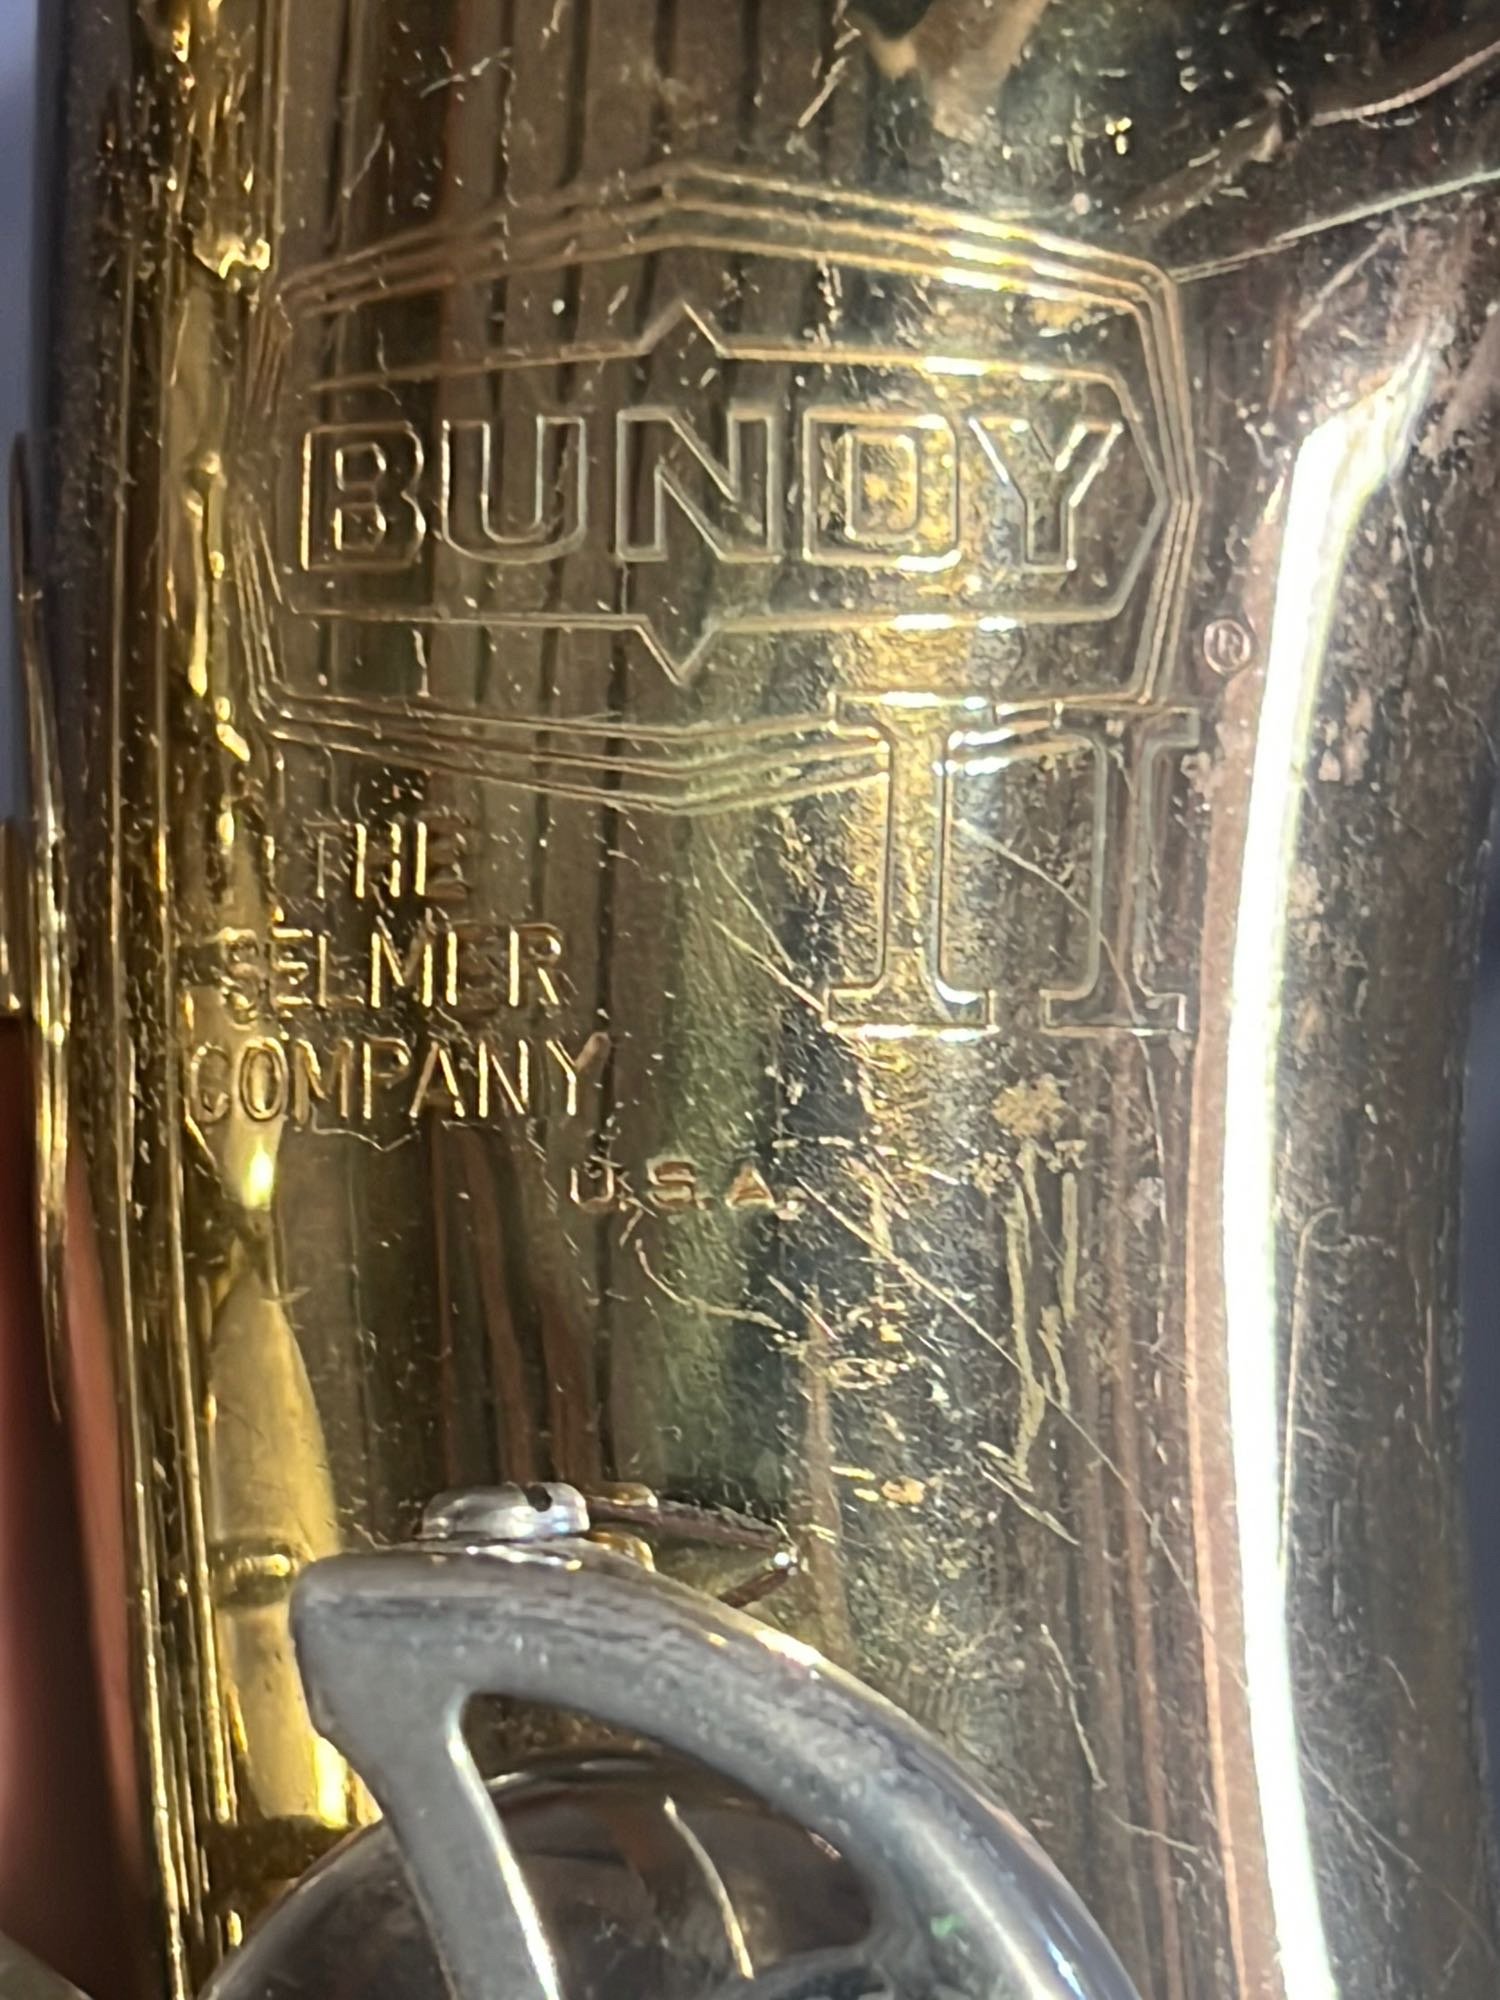 BUNDY
®
II
THE
SELMER
COMPANY
U.S.A.